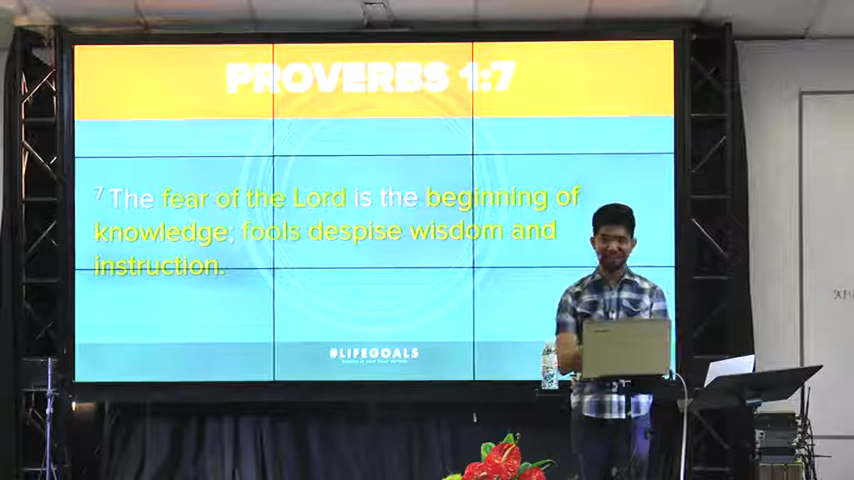 PROVERBS 1:7
7 The fear of the Lord is the beginning of
knowledge; fools despise wisdom and
instruction.
#LIFEGOALS